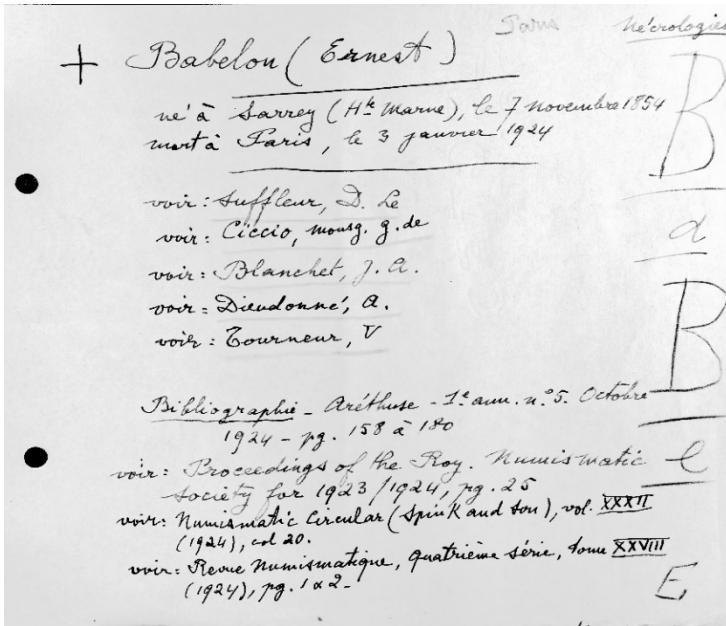 Paris Nécrologies
+ Babelon (Ernest)
né à Sarrey (Hte Marne), le 7 novembre 1854
mort à Paris, le 3 janvier 1924
voir: Suffleur, D. Le
voir: Ciccio, monsg. g. de
voir: Blanchet, J. A.
voir: Dieudonné, A.
voir: Tourneur, V
Bibliographie - Aréthuse - 1e ann. n.º 5. Octobre
1924 - pg. 158 à 180
voir: Proceedings of the Roy. Numismatic
Society for 1923/1924, pg. 25
voir: Numismatic Circular (Spink and Son), vol. XXXII
(1924), col 20.
voir: Revue Numismatique, quatrième série, tome XXVIII
(1924), pg. 1 à 2.-
B
a
B
e
E